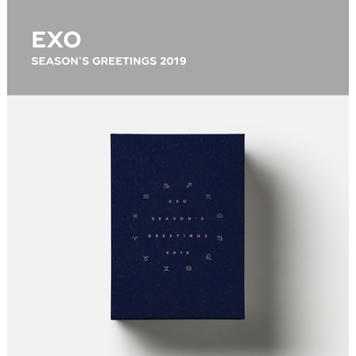 EXO
SEASON'S GREETINGS 2019
EXO
SEASON'S
GREETINGS
2019